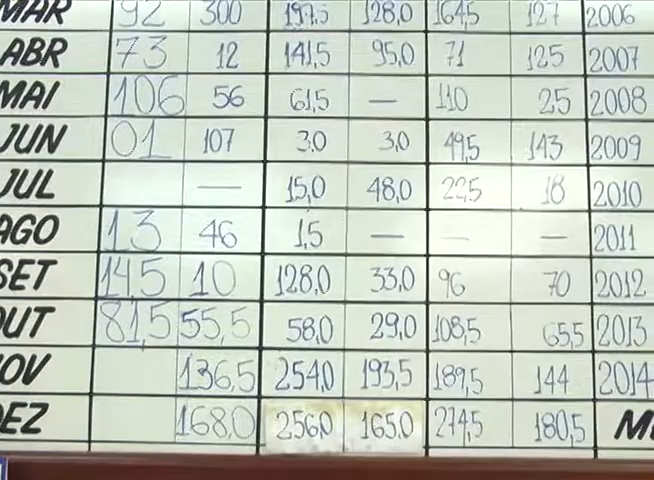 MAR 92 300 197,5 128,0 164,5 127 2006
ABR 73 12 141,5 95,0 71 125 2007
MAI 106 56 61,5 — 110 25 2008
JUN 01 107 3,0 3,0 49,5 143 2009
JUL — 15,0 48,0 22,5 18 2010
AGO 13 46 1,5 — — — 2011
SET 14,5 10 128,0 33,0 96 70 2012
OUT 81,5 55,5 58,0 29,0 108,5 65,5 2013
OV 136,5 254,0 193,5 189,5 144 2014
EZ 168,0 256,0 165,0 274,5 180,5